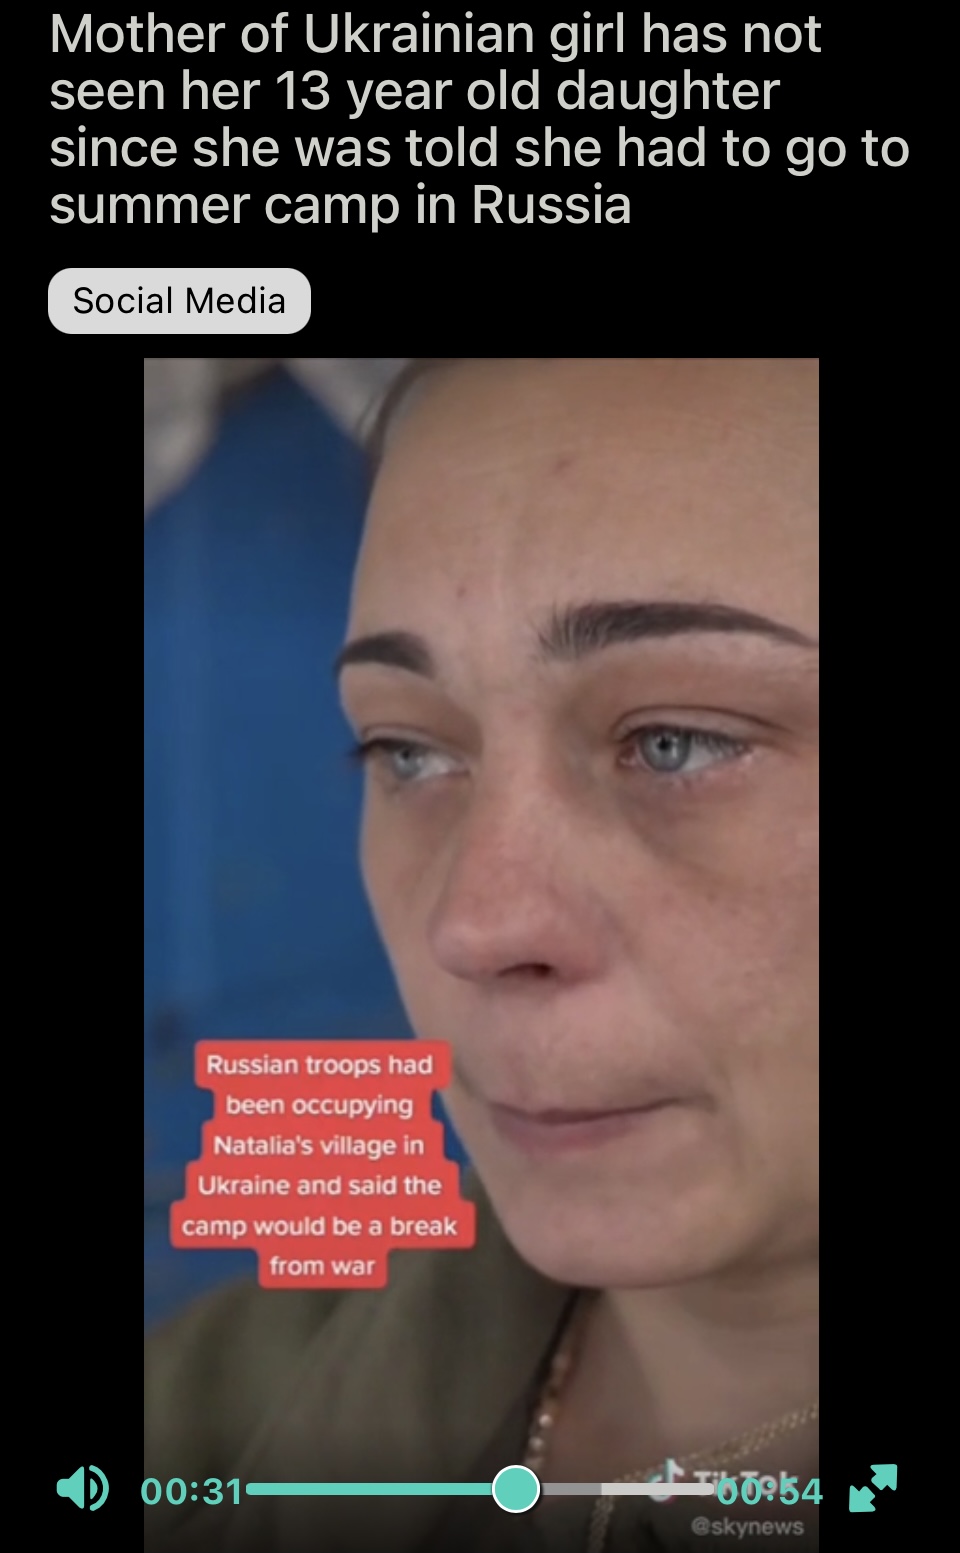 Mother of Ukrainian girl has not
seen her 13 year old daughter
since she was told she had to go to
summer camp in Russia
Social Media
Russian troops had
been occupying
Natalia's village in
Ukraine and said the
camp would be a break
from war
00:31
TikTok
00:54
@skynews